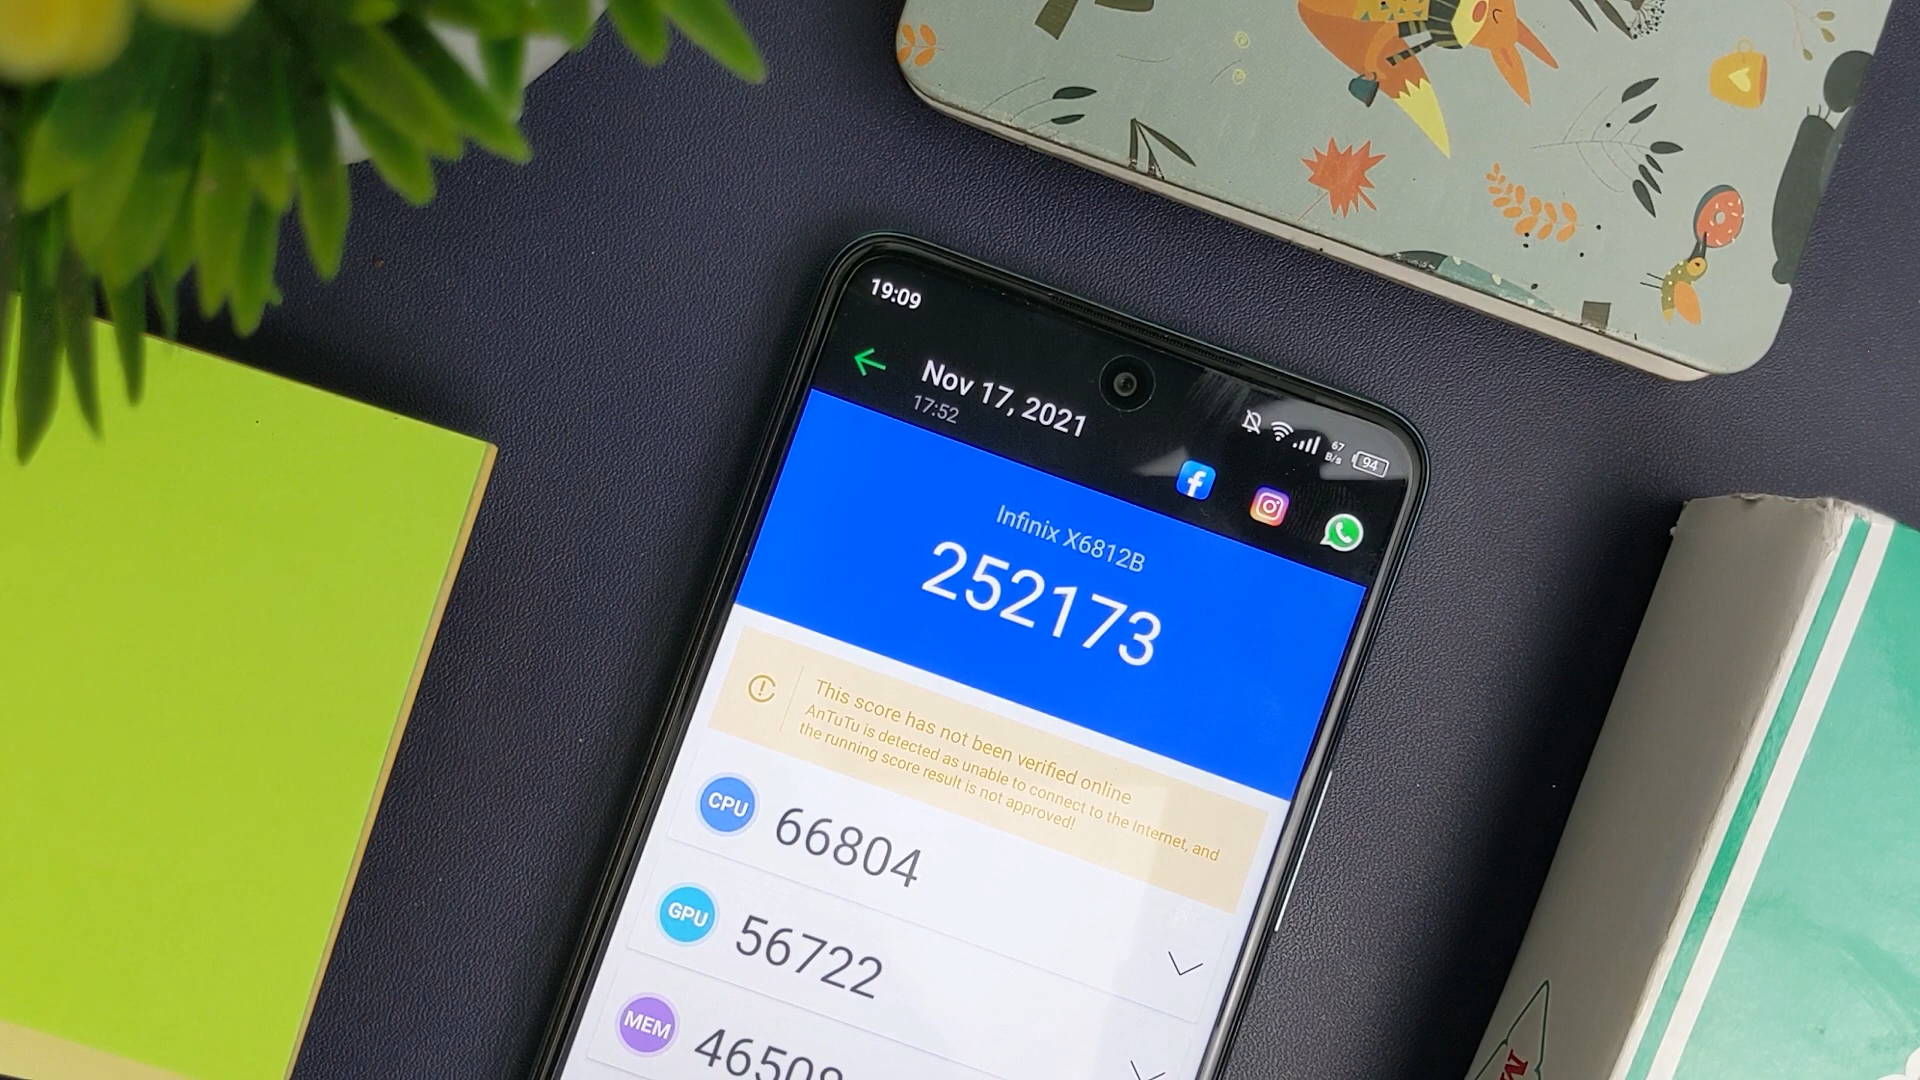 19:09
Nov 17, 2021
17:52
67
B/s
94
Infinix X6812B
252173
This score has not been verified online
AnTuTu is detected as unable to connect to the Internet, and
the running score result is not approved!
CPU 66804
GPU 56722
MEM